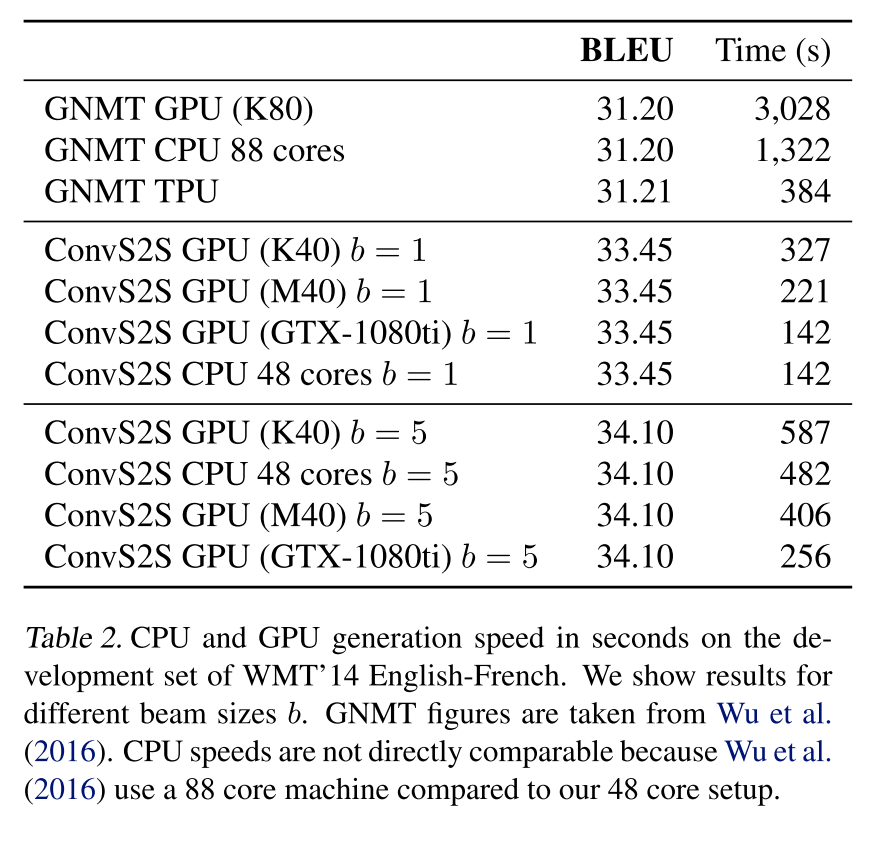 BLEU Time (s)
GNMT GPU (K80) 31.20 3,028
GNMT CPU 88 cores 31.20 1,322
GNMT TPU 31.21 384
ConvS2S GPU (K40) b = 1 33.45 327
ConvS2S GPU (M40) b = 1 33.45 221
ConvS2S GPU (GTX-1080ti) b = 1 33.45 142
ConvS2S CPU 48 cores b = 1 33.45 142
ConvS2S GPU (K40) b = 5 34.10 587
ConvS2S CPU 48 cores b = 5 34.10 482
ConvS2S GPU (M40) b = 5 34.10 406
ConvS2S GPU (GTX-1080ti) b = 5 34.10 256
Table 2. CPU and GPU generation speed in seconds on the de-
velopment set of WMT’14 English-French. We show results for
different beam sizes b. GNMT figures are taken from Wu et al.
(2016). CPU speeds are not directly comparable because Wu et al.
(2016) use a 88 core machine compared to our 48 core setup.